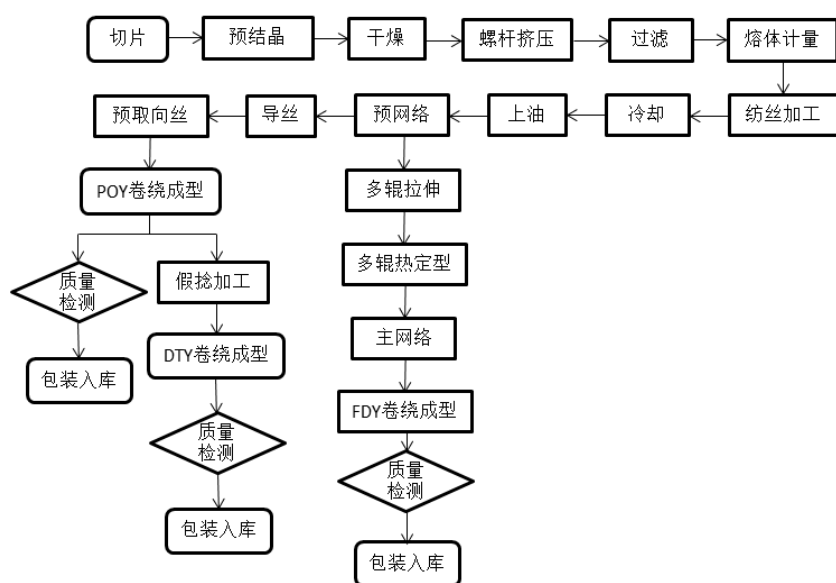 切片
预结晶
干燥
螺杆挤压
过滤
熔体计量
预取向丝
导丝
预网络
上油
冷却
纺丝加工
POY卷绕成型
多辊拉伸
质量
检测
假捻加工
多辊热定型
DTY卷绕成型
主网络
包装入库
FDY卷绕成型
质量
检测
质量
检测
包装入库
包装入库